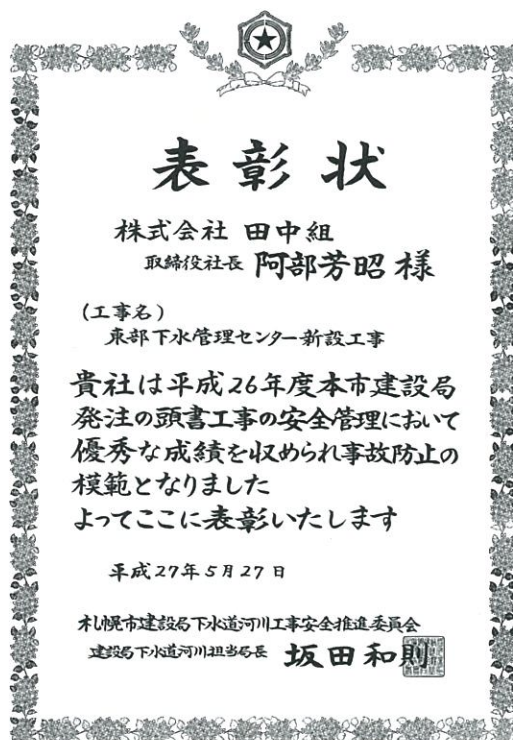 表彰状
株式会社 田中組
取締役社長 阿部芳昭 様
(工事名)
東部下水管理センター新設工事
貴社は平成26年度本市建設局
発注の頭書工事の安全管理において
優秀な成績を収められ事故防止の
模範となりました
よってここに表彰いたします
平成27年5月27日
札幌市建設局下水道河川工事安全推進委員会
建設局下水道河川担当局長 坂田和則